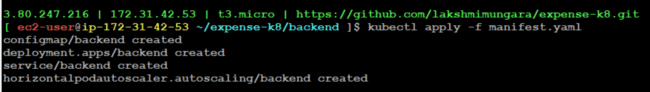 3.80.247.216 | 172.31.42.53 | t3.micro | https://github.com/lakshmimungara/expense-k8.git
[ ec2-user@ip-172-31-42-53 ~/expense-k8/backend ]$ kubectl apply -f manifest.yaml
configmap/backend created
deployment.apps/backend created
service/backend created
horizontalpodautoscaler.autoscaling/backend created